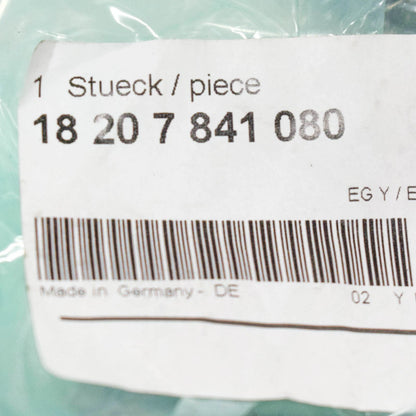 1 Stueck / piece
18 20 7 841 080
EG Y / E
Made in Germany - DE 02 Y